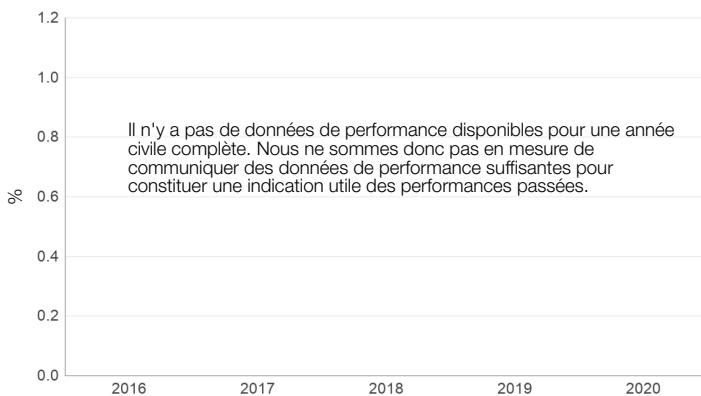 1.2
1.0
0.8
0.6
0.4
0.2
0.0
%
Il n'y a pas de données de performance disponibles pour une année
civile complète. Nous ne sommes donc pas en mesure de
communiquer des données de performance suffisantes pour
constituer une indication utile des performances passées.
2016 2017 2018 2019 2020